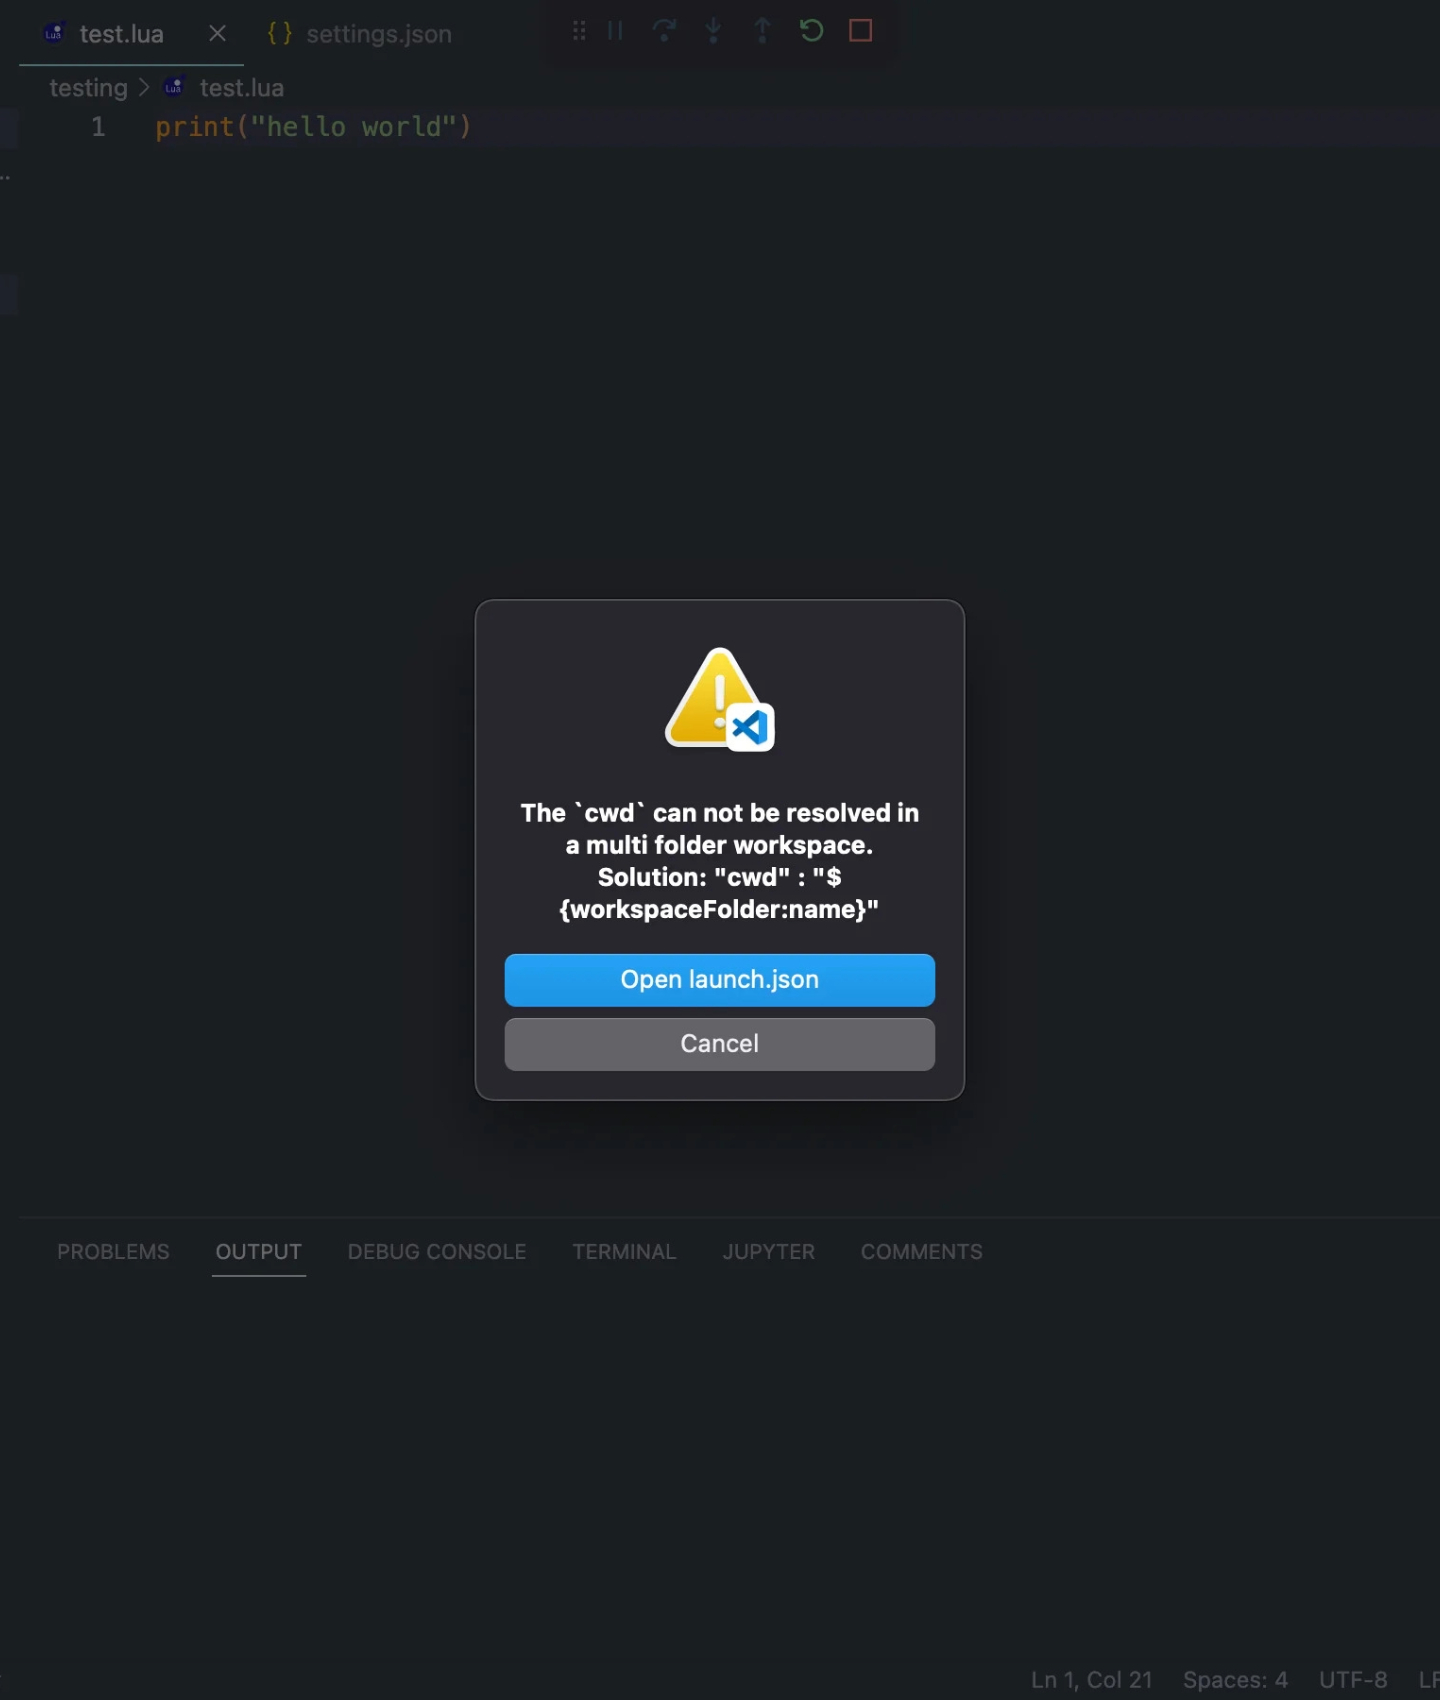 test.lua
{} settings.json
testing > test.lua
1 print("hello world")
..
The `cwd` can not be resolved in
a multi folder workspace.
Solution: "cwd" : "$
{workspaceFolder:name}"
Open launch.json
Cancel
PROBLEMS OUTPUT DEBUG CONSOLE TERMINAL JUPYTER COMMENTS
Ln 1, Col 21 Spaces: 4 UTF-8 LF